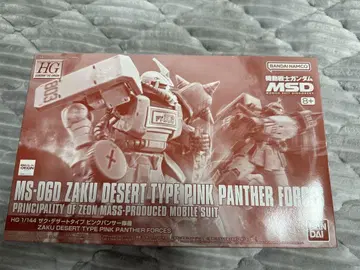 HG
BANDAI NAMCO
機動戦士ガンダム
MSD
8+
MS-06D ZAKU DESERT TYPE PINK PANTHER FORCES
PRINCIPALITY OF ZEON MASS-PRODUCED MOBILE SUIT
HG 1/144 ザク・デザートタイプ ピンクパンサー部隊
ZAKU DESERT TYPE PINK PANTHER FORCES
BANDAI